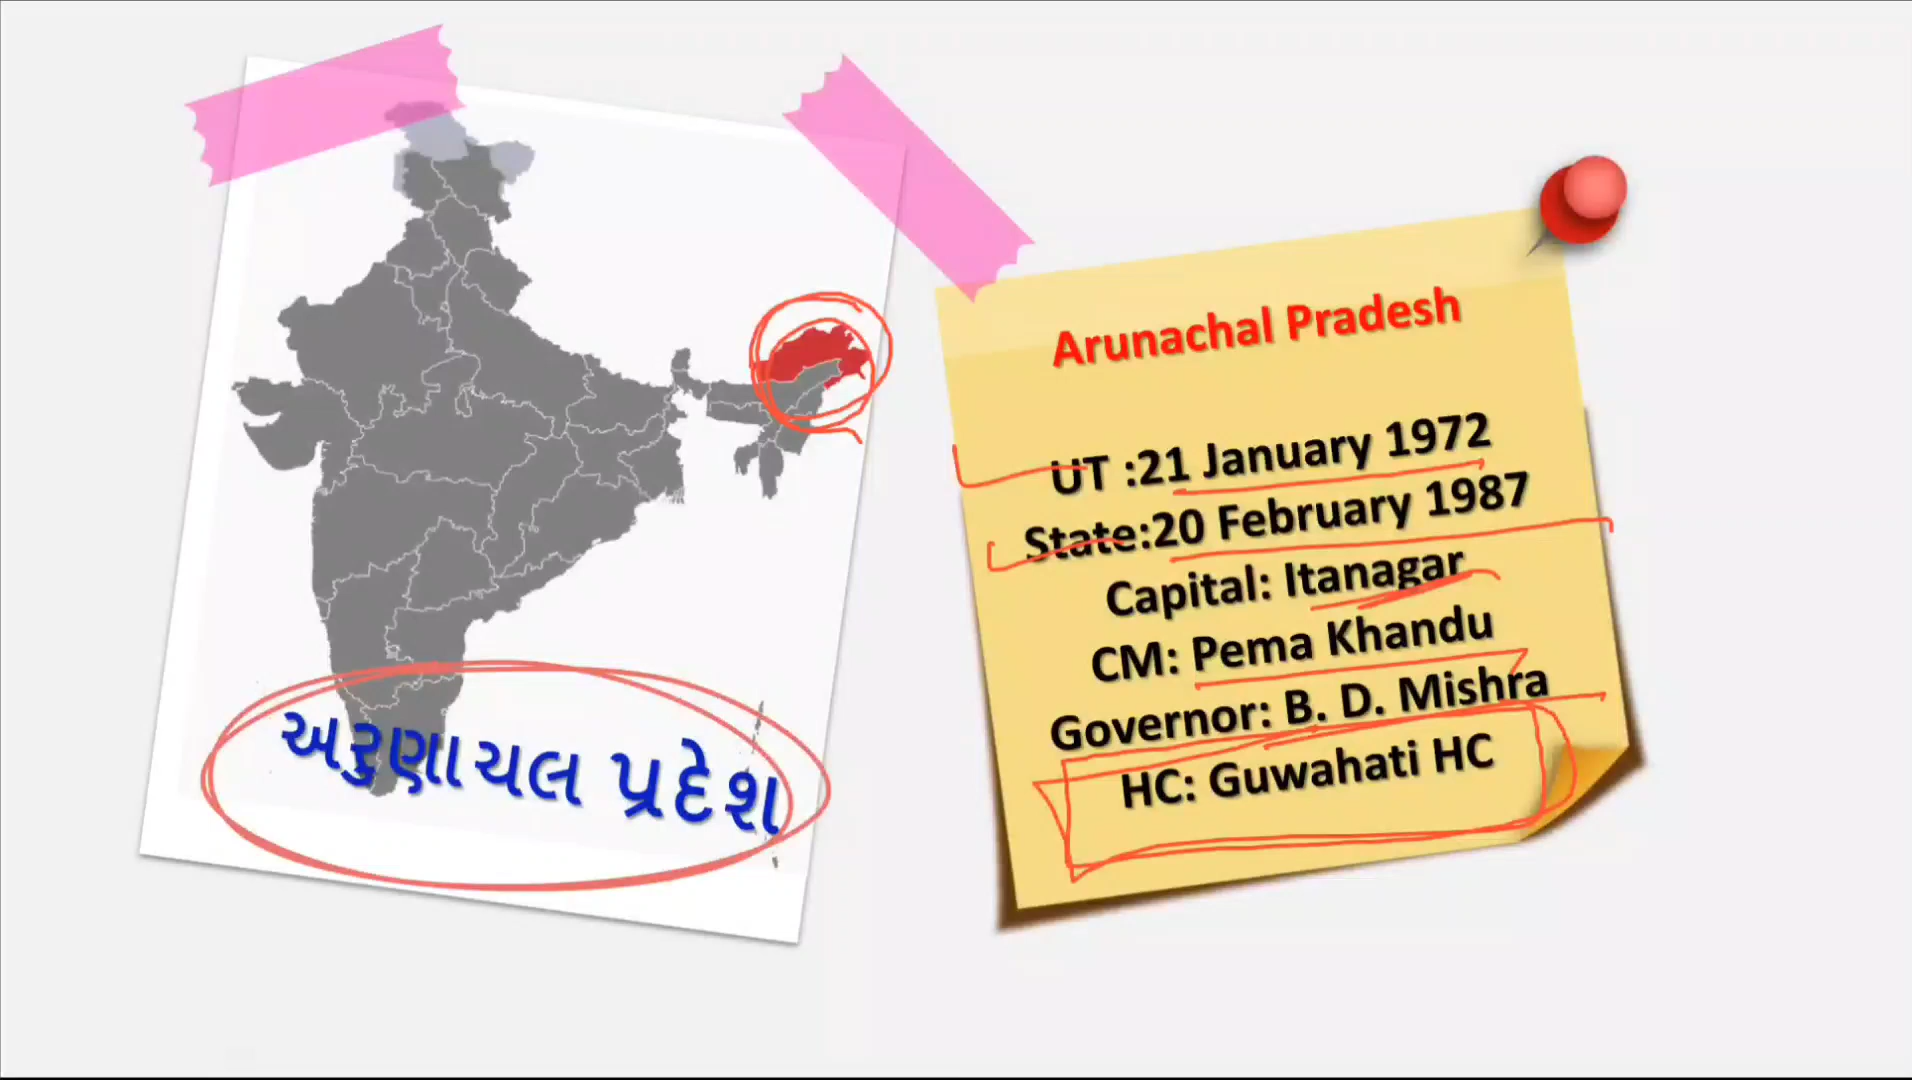 અરુણાચલ પ્રદેશ
Arunachal Pradesh
UT :21 January 1972
State:20 February 1987
Capital: Itanagar
CM: Pema Khandu
Governor: B. D. Mishra
HC: Guwahati HC